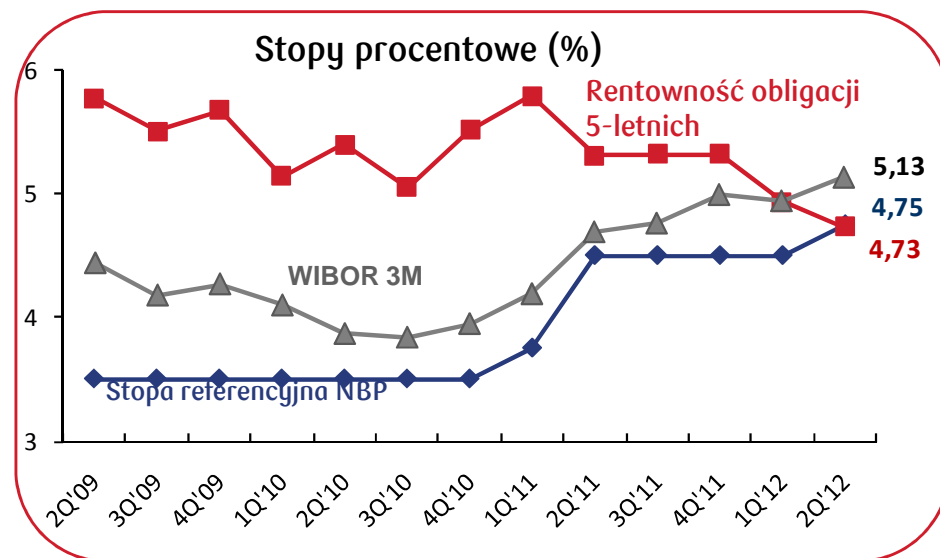 Stopy procentowe (%)
6
5
4
3
Rentowność obligacji
5-letnich
5,13
4,75
4,73
WIBOR 3M
Stopa referencyjna NBP
2Q'09
3Q'09
4Q'09
1Q'10
2Q'10
3Q'10
4Q'10
1Q'11
2Q'11
3Q'11
4Q'11
1Q'12
2Q'12